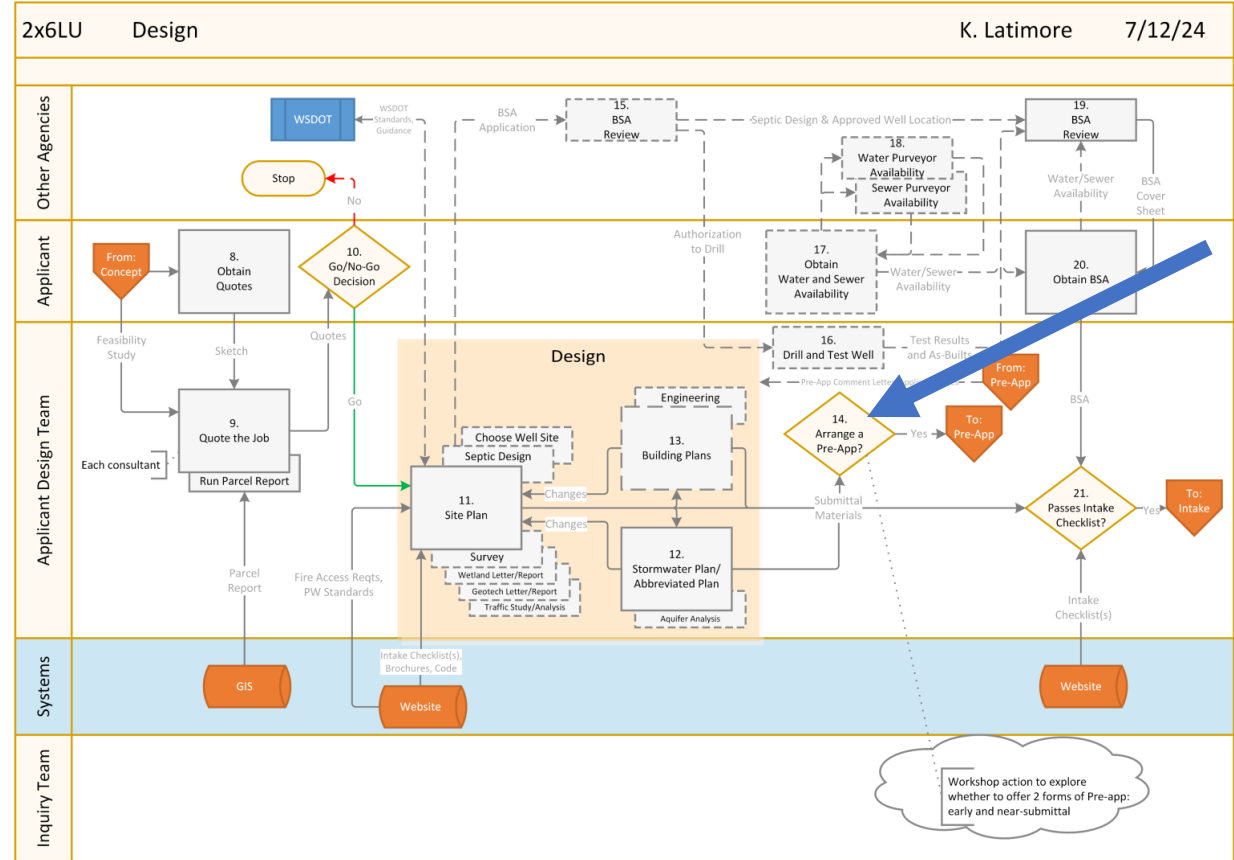 2x6LU Design K. Latimore 7/12/24
Other Agencies
WSDOT
WSDOT
Standards,
Guidance
BSA
Application
15.
BSA
Review
Septic Design & Approved Well Location
19.
BSA
Review
18.
Water Purveyor
Availability
Sewer Purveyor
Availability
Stop
No
Water/Sewer
Availability
BSA
Cover
Sheet
Applicant
From:
Concept
8.
Obtain
Quotes
10.
Go/No-Go
Decision
Authorization
to Drill
17.
Obtain
Water and Sewer
Availability
Water/Sewer
Availability
20.
Obtain BSA
Applicant Design Team
Feasibility
Study
Sketch
Quotes
Go
9.
Quote the Job
Each consultant
Run Parcel Report
Design
Choose Well Site
Septic Design
11.
Site Plan
Survey
Wetland Letter/Report
Geotech Letter/Report
Traffic Study/Analysis
Engineering
13.
Building Plans
Changes
Changes
12.
Stormwater Plan/
Abbreviated Plan
Aquifer Analysis
16.
Drill and Test Well
Test Results
and As-Builts
From:
Pre-App
Pre-App Comment Letter
14.
Arrange a
Pre-App?
Yes
To:
Pre-App
Submittal
Materials
BSA
21.
Passes Intake
Checklist?
Yes
To:
Intake
Parcel
Report
Fire Access Reqts,
PW Standards
Intake
Checklist(s)
Systems
GIS
Intake Checklist(s),
Brochures, Code
Website
Website
Inquiry Team
Workshop action to explore
whether to offer 2 forms of Pre-app:
early and near-submittal